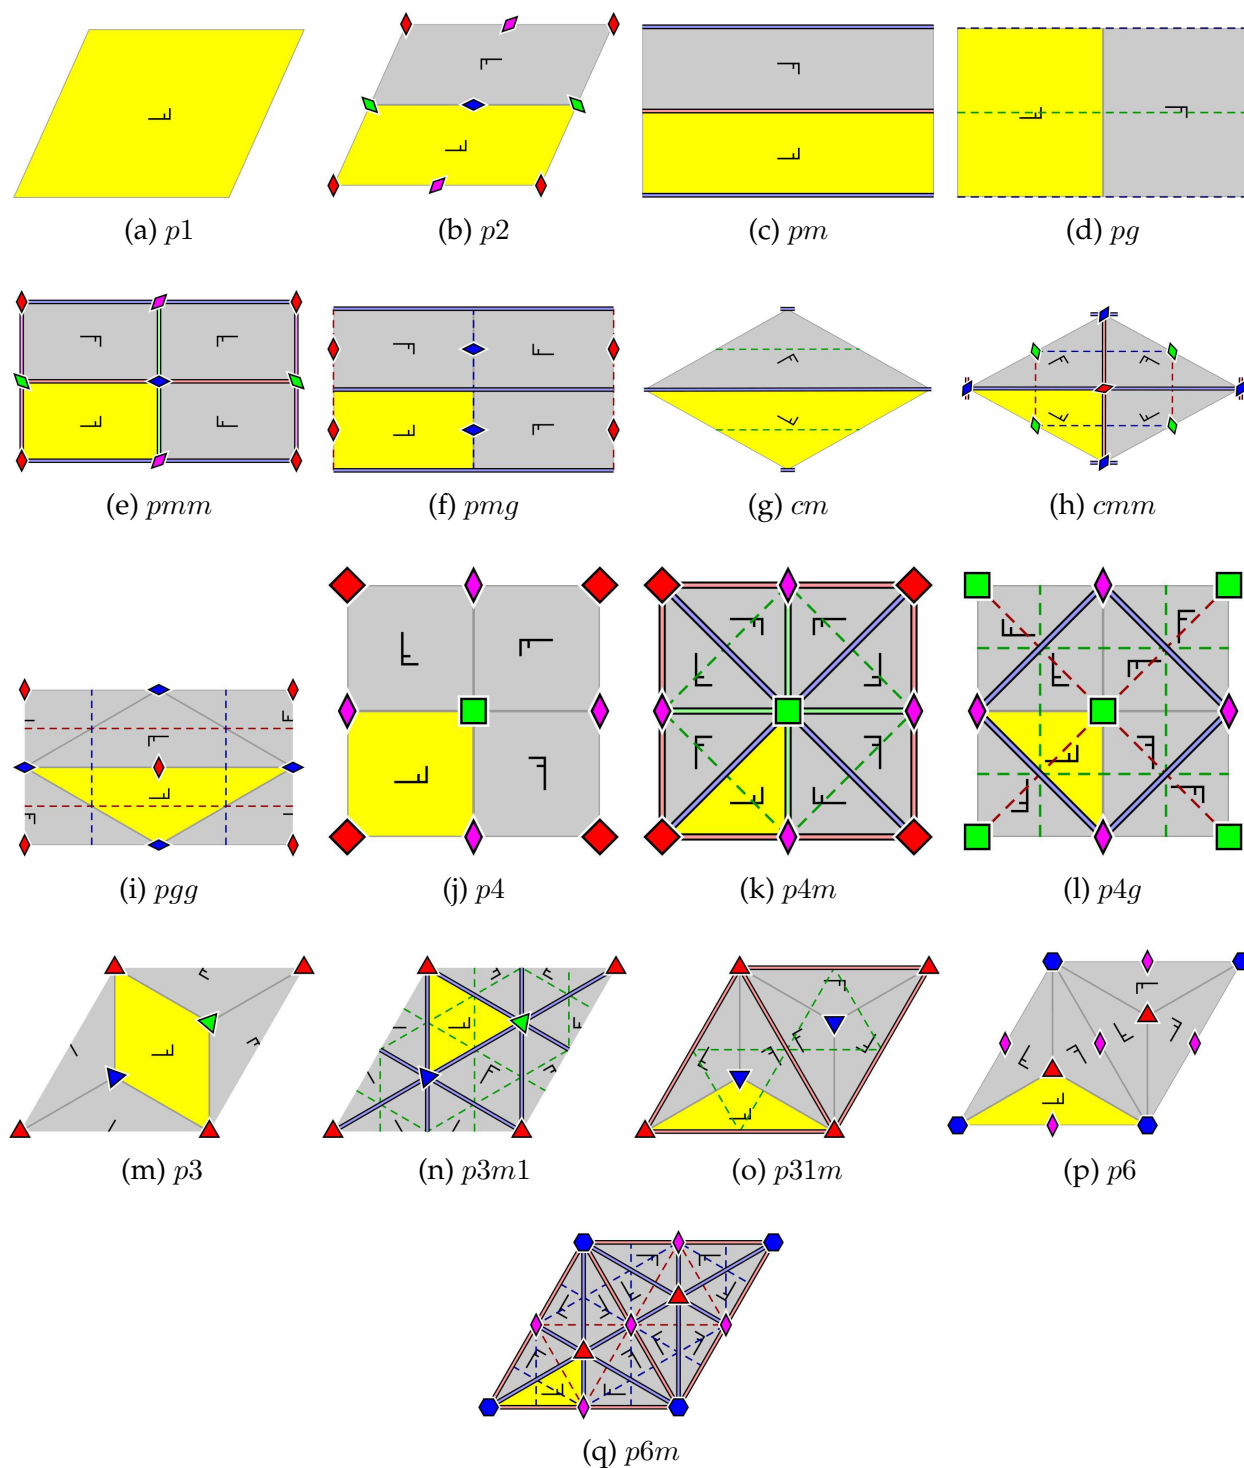 (a) p1
(b) p2
(c) pm
(d) pg
(e) pmm
(f) pmg
(g) cm
(h) cmm
(i) pgg
(j) p4
(k) p4m
(l) p4g
(m) p3
(n) p3m1
(o) p31m
(p) p6
(q) p6m